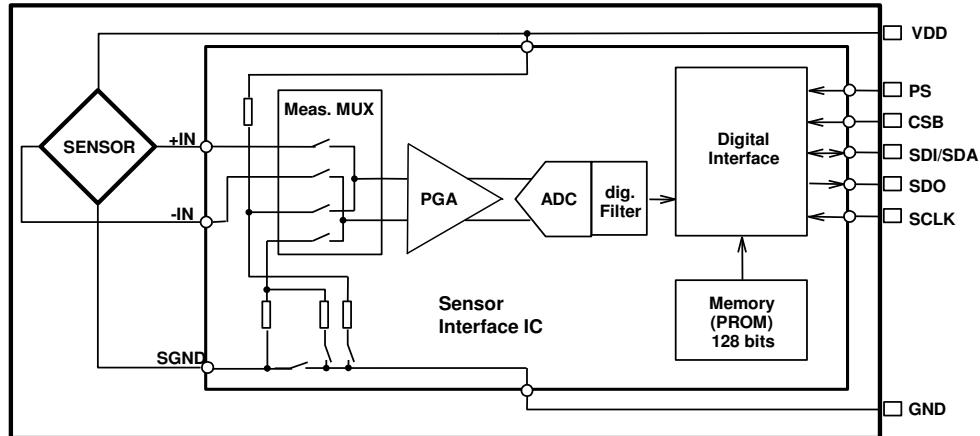 VDD
PS
Meas. MUX
CSB
+IN
SENSOR
Digital
Interface
SDI/SDA
PGA
ADC
dig.
Filter
SDO
-IN
SCLK
Sensor
Interface IC
Memory
(PROM)
128 bits
SGND
GND